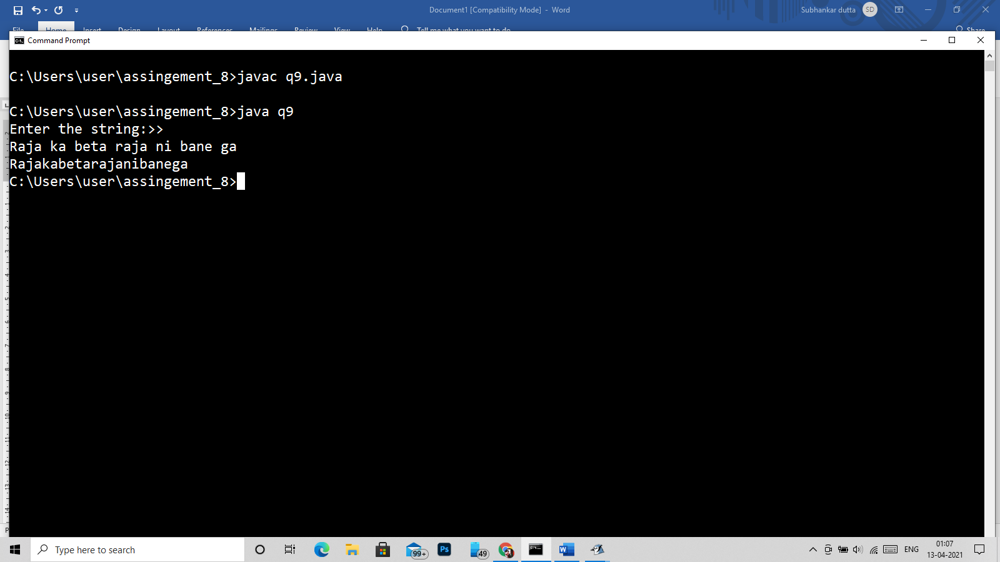 Document1 [Compatibility Mode] - Word
Subhankar dutta SD
File Home Insert Design Layout References Mailings Review View Help Tell me what you want to do Share
Command Prompt
C:\Users\user\assingement_8>javac q9.java
C:\Users\user\assingement_8>java q9
Enter the string:>>
Raja ka beta raja ni bane ga
Rajakabetarajanibanega
C:\Users\user\assingement_8>
Type here to search
99+
Ps
49
W
ENG
01:07
13-04-2021